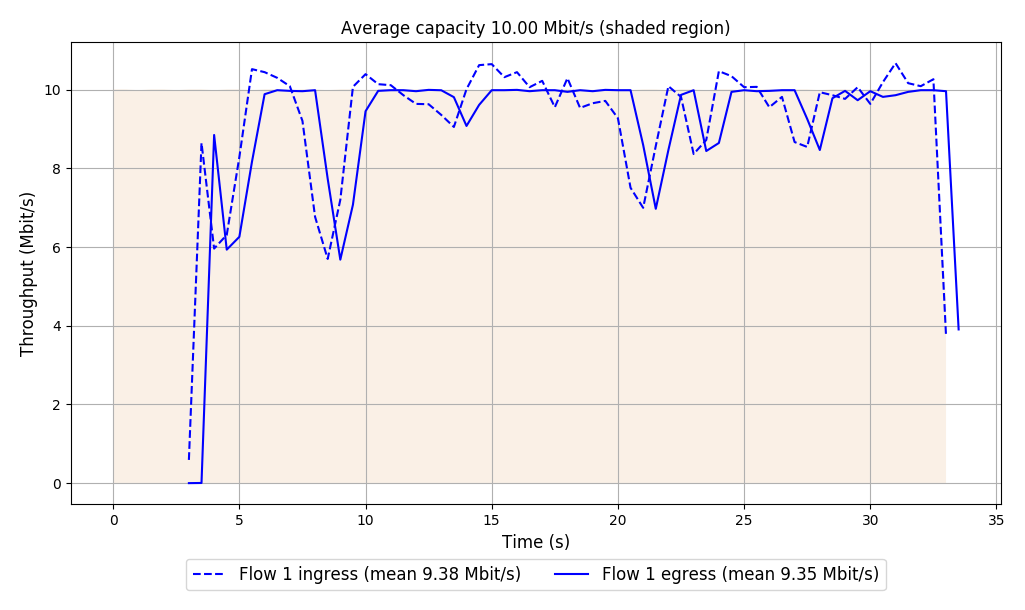 Average capacity 10.00 Mbit/s (shaded region)
Throughput (Mbit/s)
10
8
6
4
2
0
0 5 10 15 20 25 30 35
Time (s)
Flow 1 ingress (mean 9.38 Mbit/s) Flow 1 egress (mean 9.35 Mbit/s)